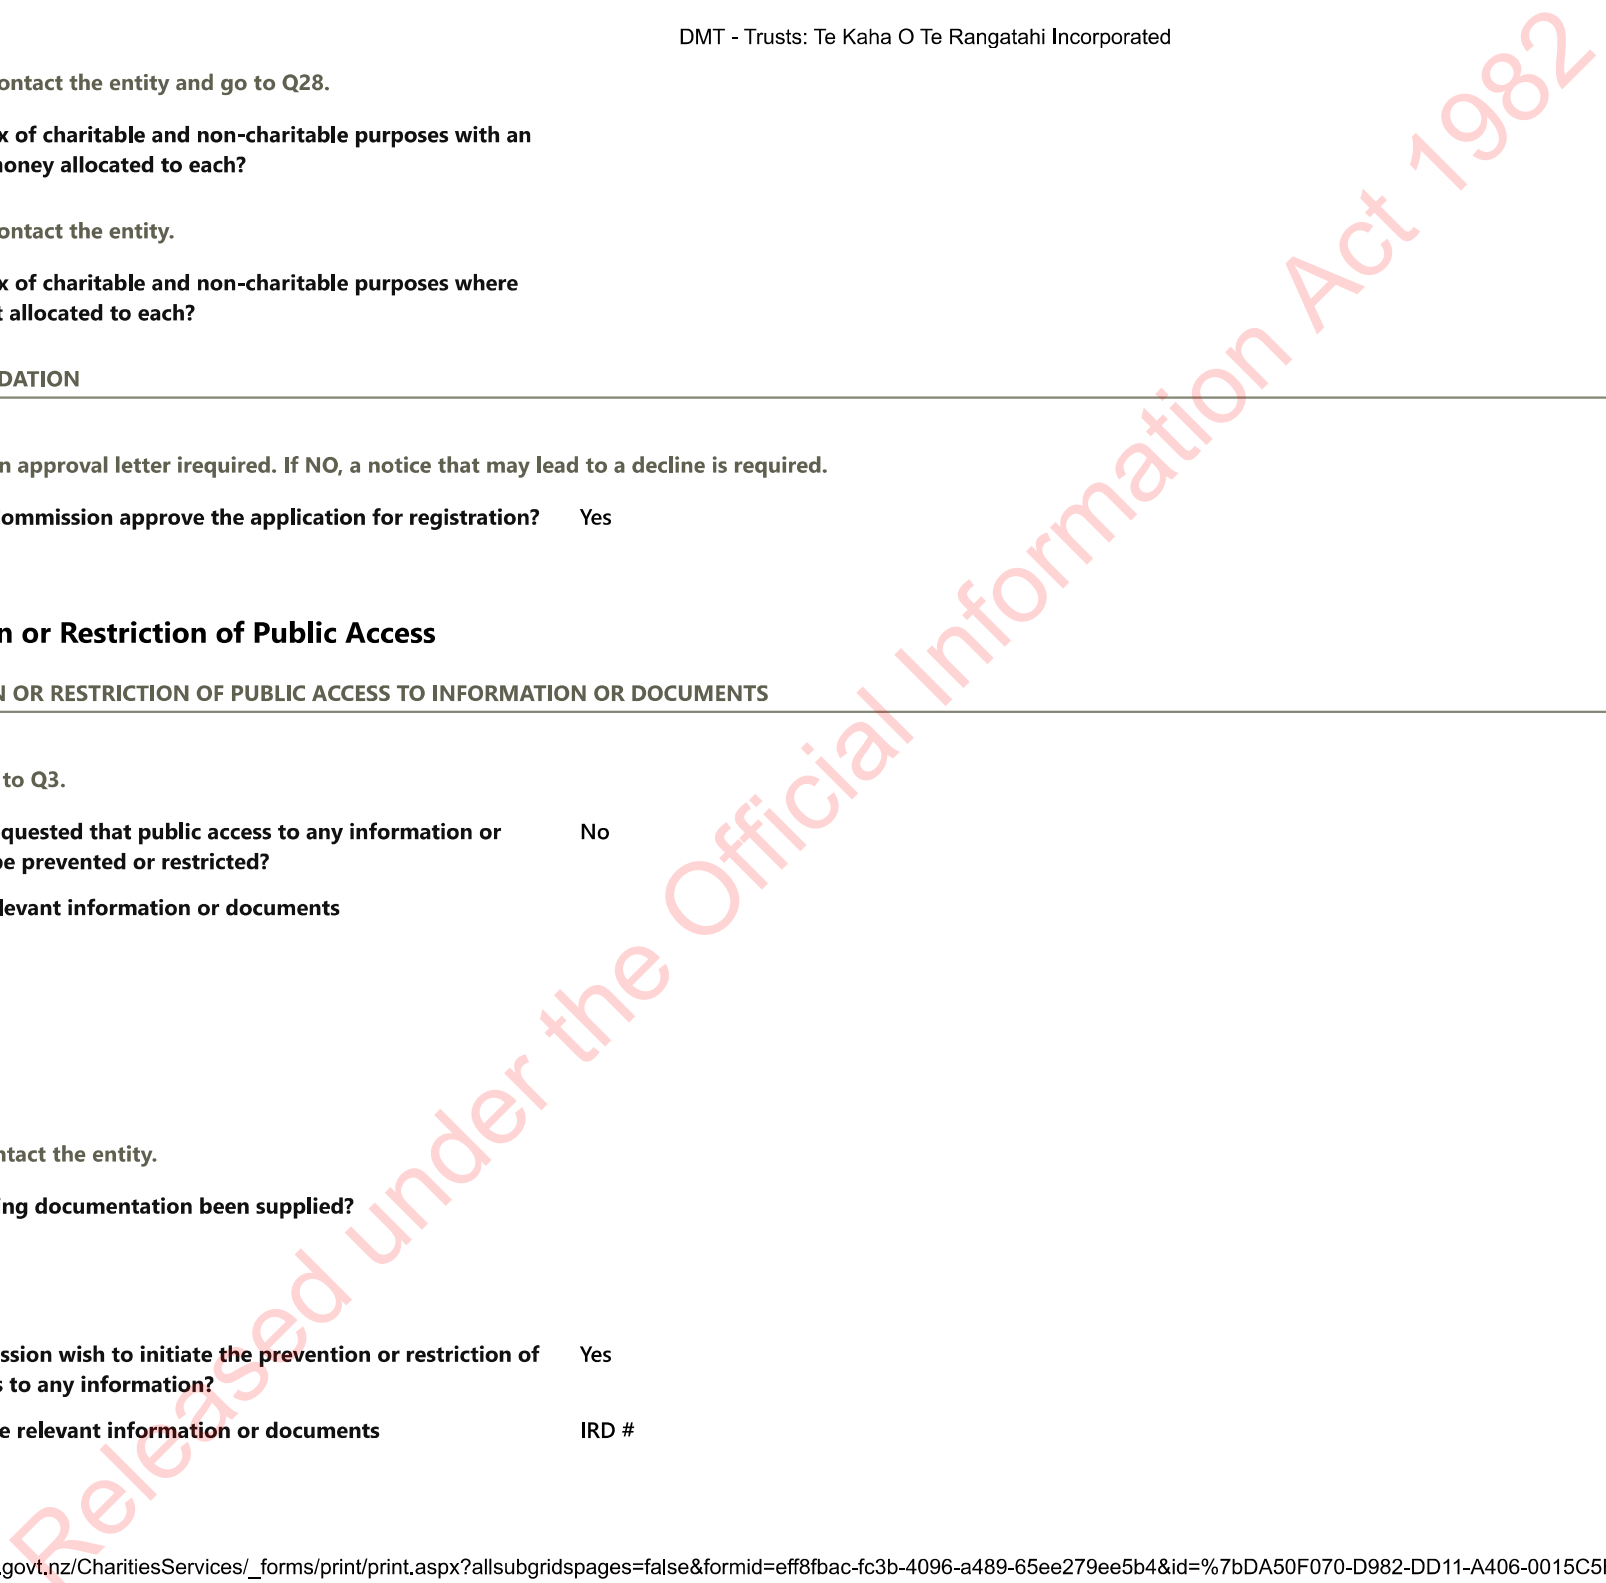 DMT - Trusts: Te Kaha O Te Rangatahi Incorporated
ontact the entity and go to Q28.
x of charitable and non-charitable purposes with an
noney allocated to each?
ontact the entity.
x of charitable and non-charitable purposes where
t allocated to each?
DATION
n approval letter irequired. If NO, a notice that may lead to a decline is required.
ommission approve the application for registration? Yes
n or Restriction of Public Access
N OR RESTRICTION OF PUBLIC ACCESS TO INFORMATION OR DOCUMENTS
to Q3.
quested that public access to any information or No
be prevented or restricted?
levant information or documents
ntact the entity.
ing documentation been supplied?
ssion wish to initiate the prevention or restriction of Yes
s to any information?
e relevant information or documents IRD #
.govt.nz/CharitiesServices/_forms/print/print.aspx?allsubgridspages=false&formid=eff8fbac-fc3b-4096-a489-65ee279ee5b4&id=%7bDA50F070-D982-DD11-A406-0015C5
Released under the Official Information Act 1982